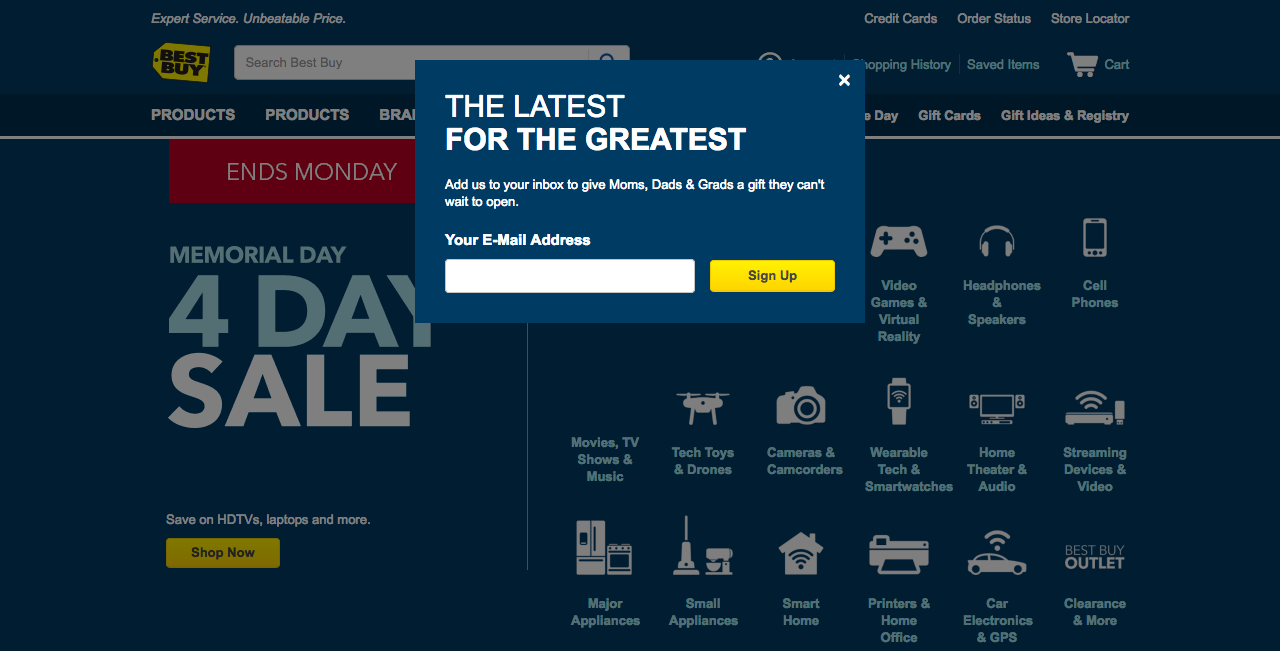 Expert Service. Unbeatable Price.
Credit Cards Order Status Store Locator
BEST
BUY
Search Best Buy
Shopping History Saved Items Cart
PRODUCTS PRODUCTS
Day Gift Cards Gift Ideas & Registry
×
THE LATEST
FOR THE GREATEST
Add us to your inbox to give Moms, Dads & Grads a gift they can't
wait to open.
Your E-Mail Address
Sign Up
ENDS MONDAY
MEMORIAL DAY
4 DAY
SALE
Save on HDTVs, laptops and more.
Shop Now
Video
Games &
Virtual
Reality
Headphones
&
Speakers
Cell
Phones
Movies, TV
Shows &
Music
Tech Toys
& Drones
Cameras &
Camcorders
Wearable
Tech &
Smartwatches
Home
Theater &
Audio
Streaming
Devices &
Video
Major
Appliances
Small
Appliances
Smart
Home
Printers &
Home
Office
Car
Electronics
& GPS
BEST BUY
OUTLET
Clearance
& More